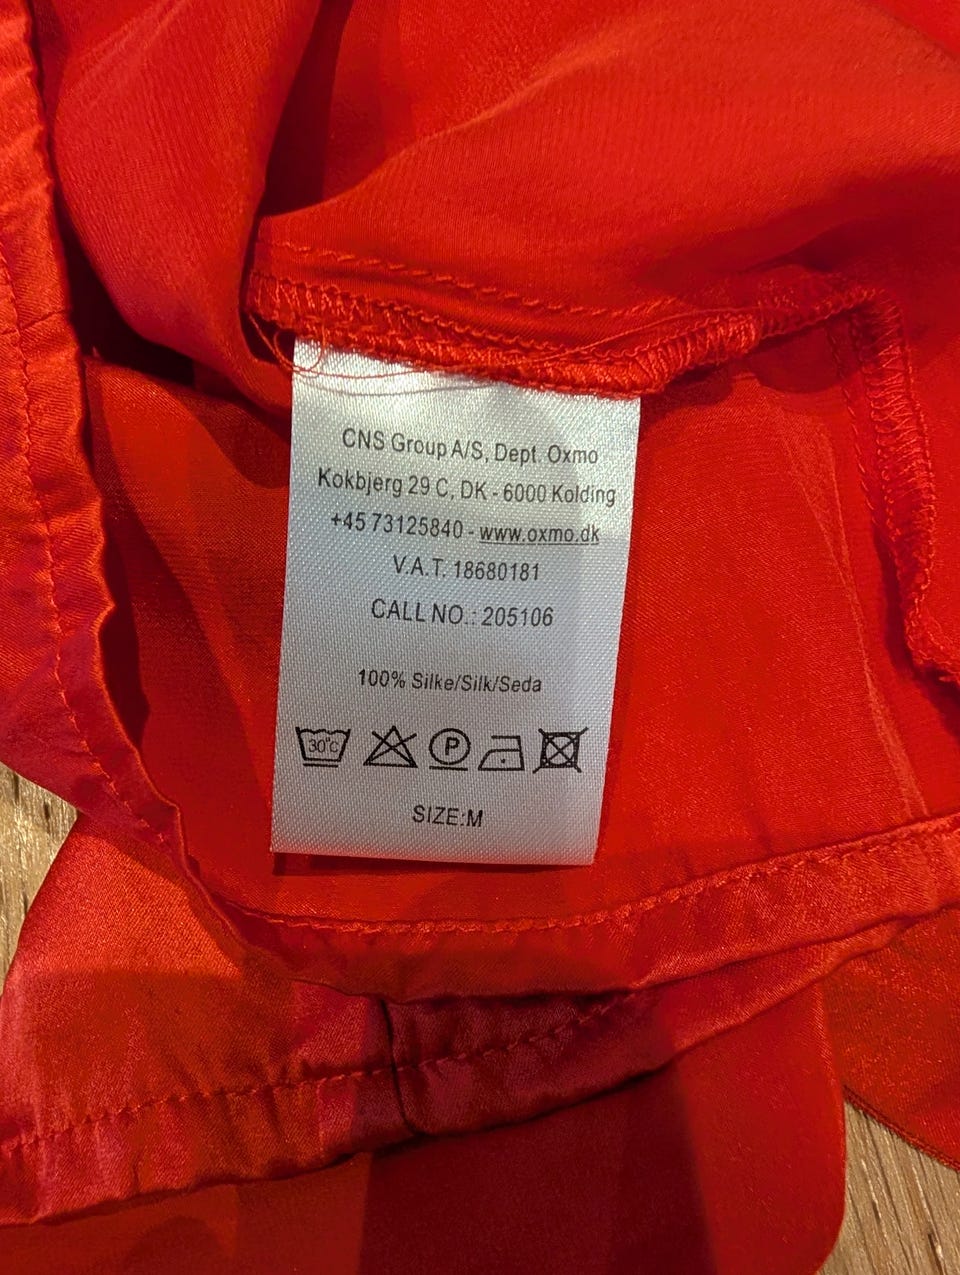 CNS Group A/S, Dept. Oxmo
Kokbjerg 29 C, DK - 6000 Kolding
+45 73125840 - www.oxmo.dk
V.A.T. 18680181
CALL NO.: 205106
100% Silke/Silk/Seda
30°C P
SIZE:M